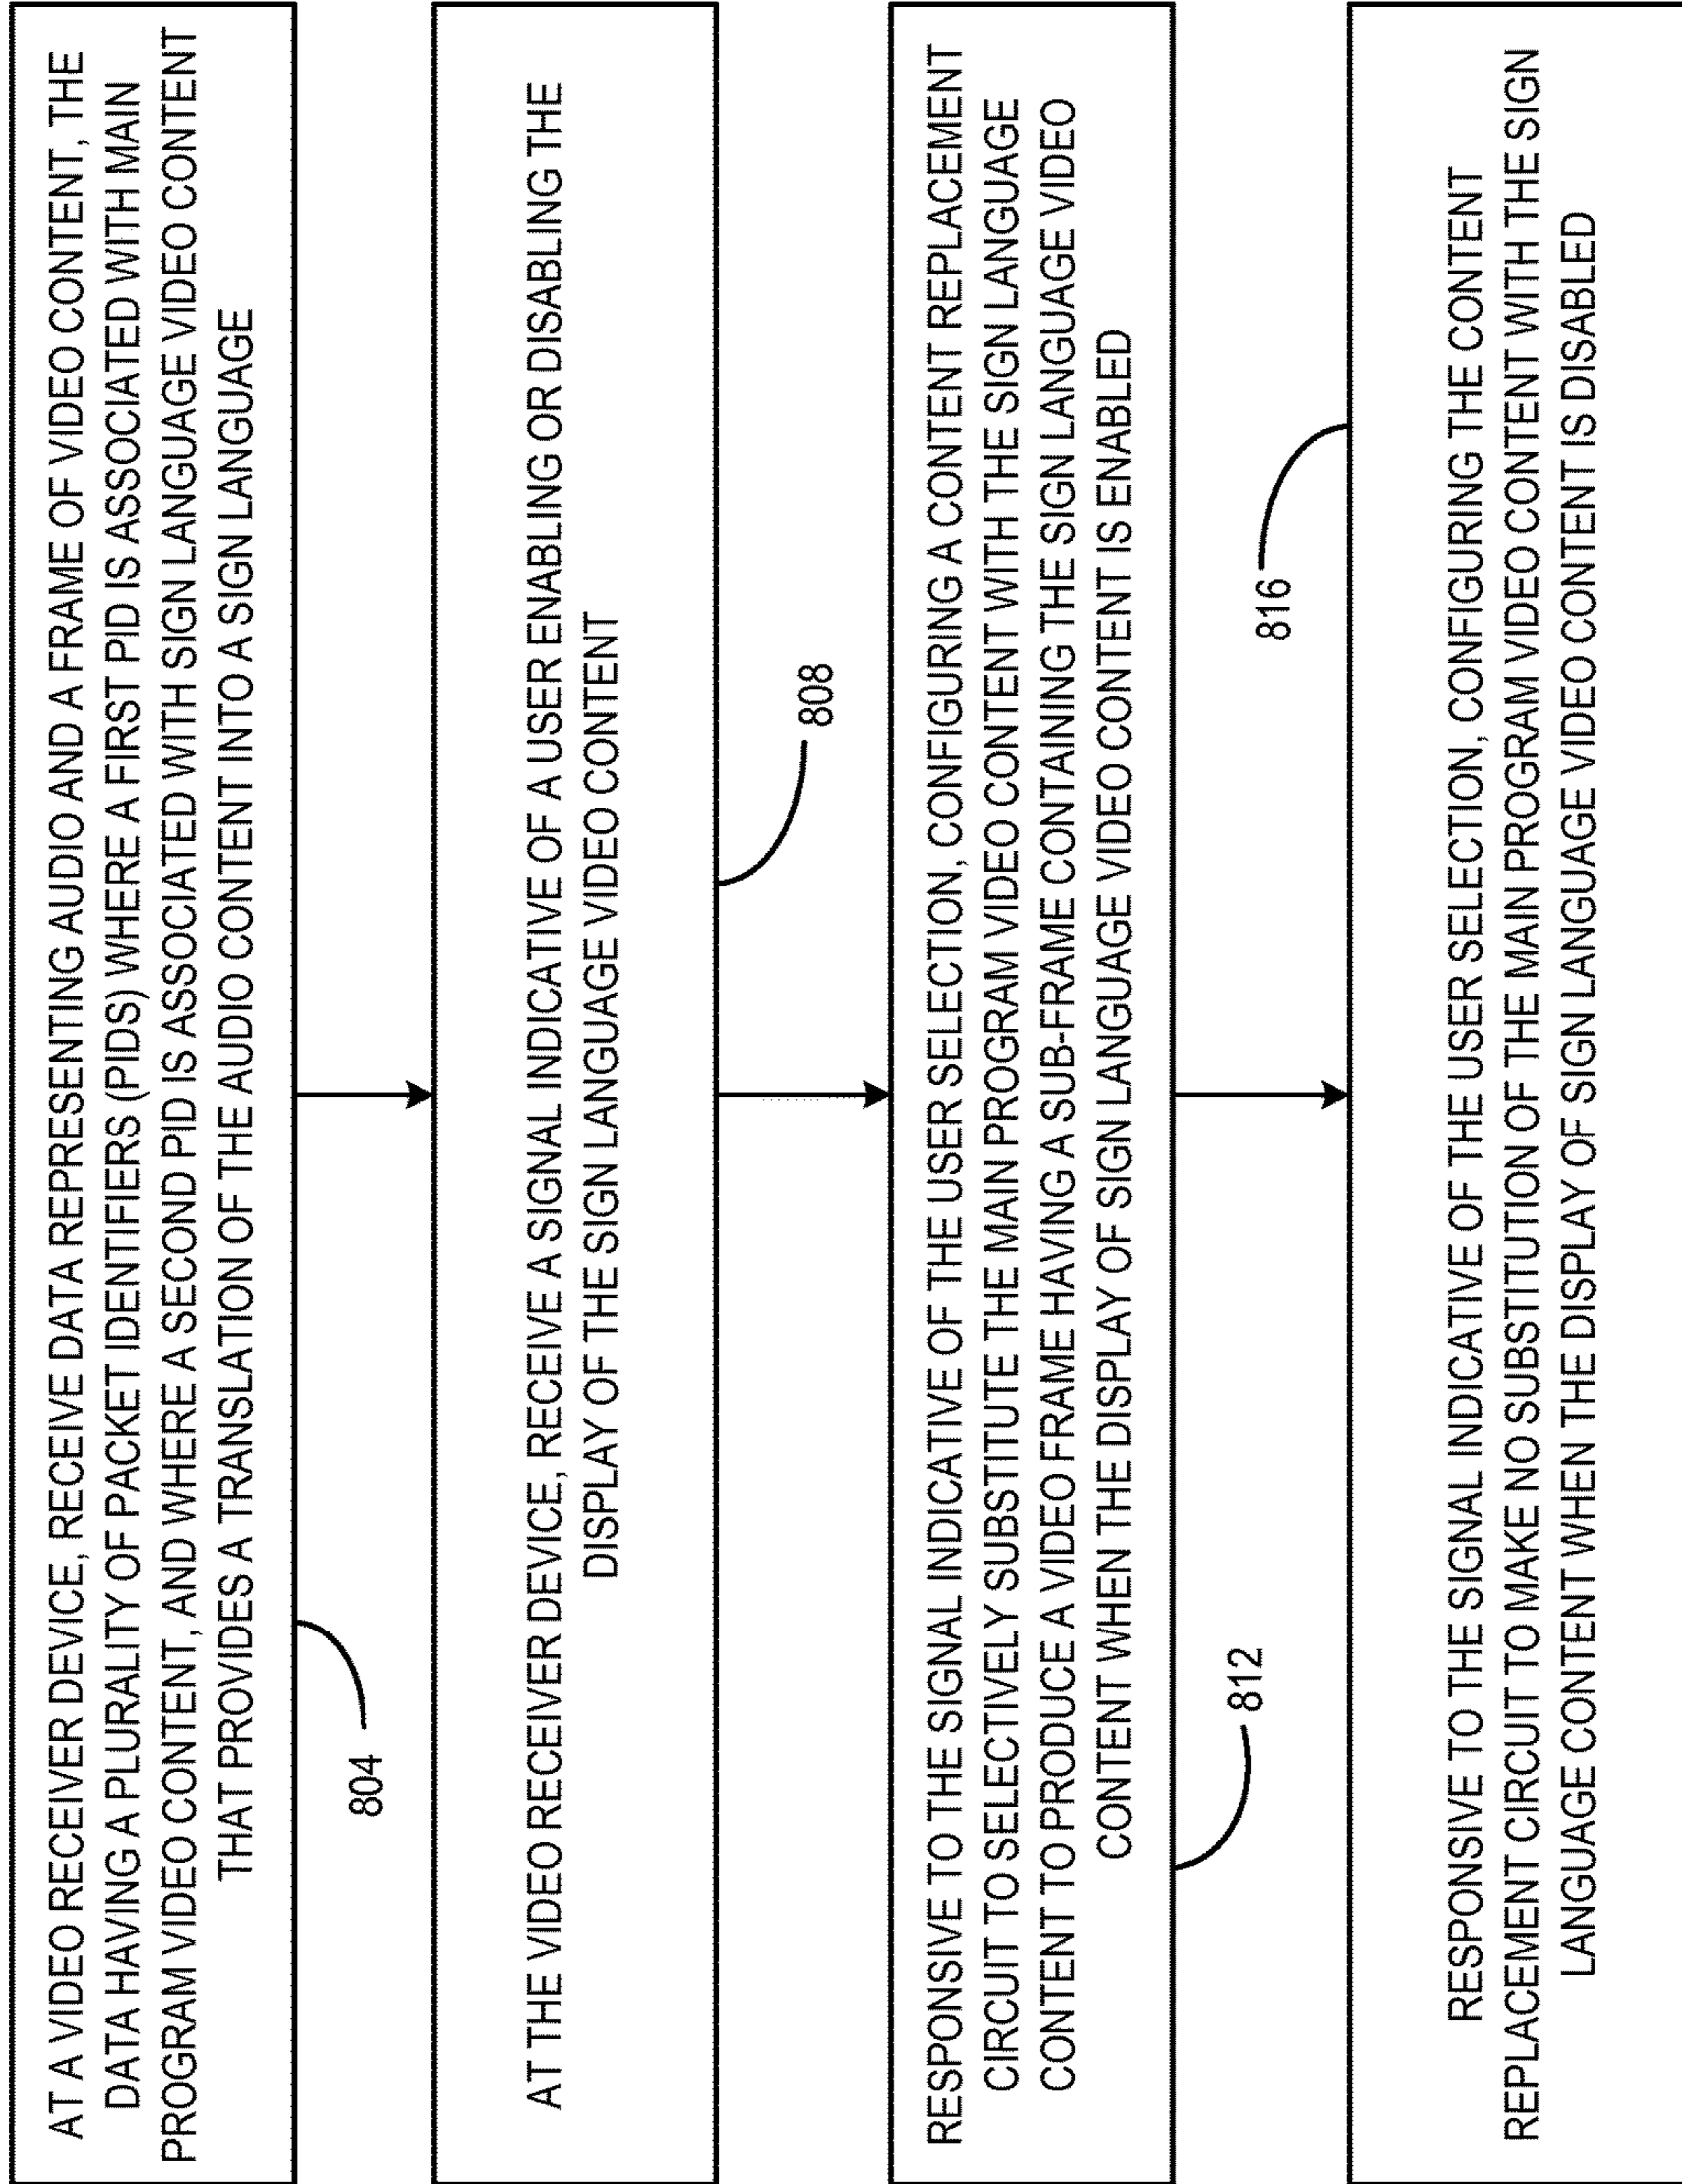 AT A VIDEO RECEIVER DEVICE, RECEIVE DATA REPRESENTING AUDIO AND A FRAME OF VIDEO CONTENT, THE
DATA HAVING A PLURALITY OF PACKET IDENTIFIERS (PIDS) WHERE A FIRST PID IS ASSOCIATED WITH MAIN
PROGRAM VIDEO CONTENT, AND WHERE A SECOND PID IS ASSOCIATED WITH SIGN LANGUAGE VIDEO CONTENT
THAT PROVIDES A TRANSLATION OF THE AUDIO CONTENT INTO A SIGN LANGUAGE
804
AT THE VIDEO RECEIVER DEVICE, RECEIVE A SIGNAL INDICATIVE OF A USER ENABLING OR DISABLING THE
DISPLAY OF THE SIGN LANGUAGE VIDEO CONTENT
808
RESPONSIVE TO THE SIGNAL INDICATIVE OF THE USER SELECTION, CONFIGURING A CONTENT REPLACEMENT
CIRCUIT TO SELECTIVELY SUBSTITUTE THE MAIN PROGRAM VIDEO CONTENT WITH THE SIGN LANGUAGE
CONTENT TO PRODUCE A VIDEO FRAME HAVING A SUB-FRAME CONTAINING THE SIGN LANGUAGE VIDEO
CONTENT WHEN THE DISPLAY OF SIGN LANGUAGE VIDEO CONTENT IS ENABLED
812
816
RESPONSIVE TO THE SIGNAL INDICATIVE OF THE USER SELECTION, CONFIGURING THE CONTENT
REPLACEMENT CIRCUIT TO MAKE NO SUBSTITUTION OF THE MAIN PROGRAM VIDEO CONTENT WITH THE SIGN
LANGUAGE CONTENT WHEN THE DISPLAY OF SIGN LANGUAGE VIDEO CONTENT IS DISABLED